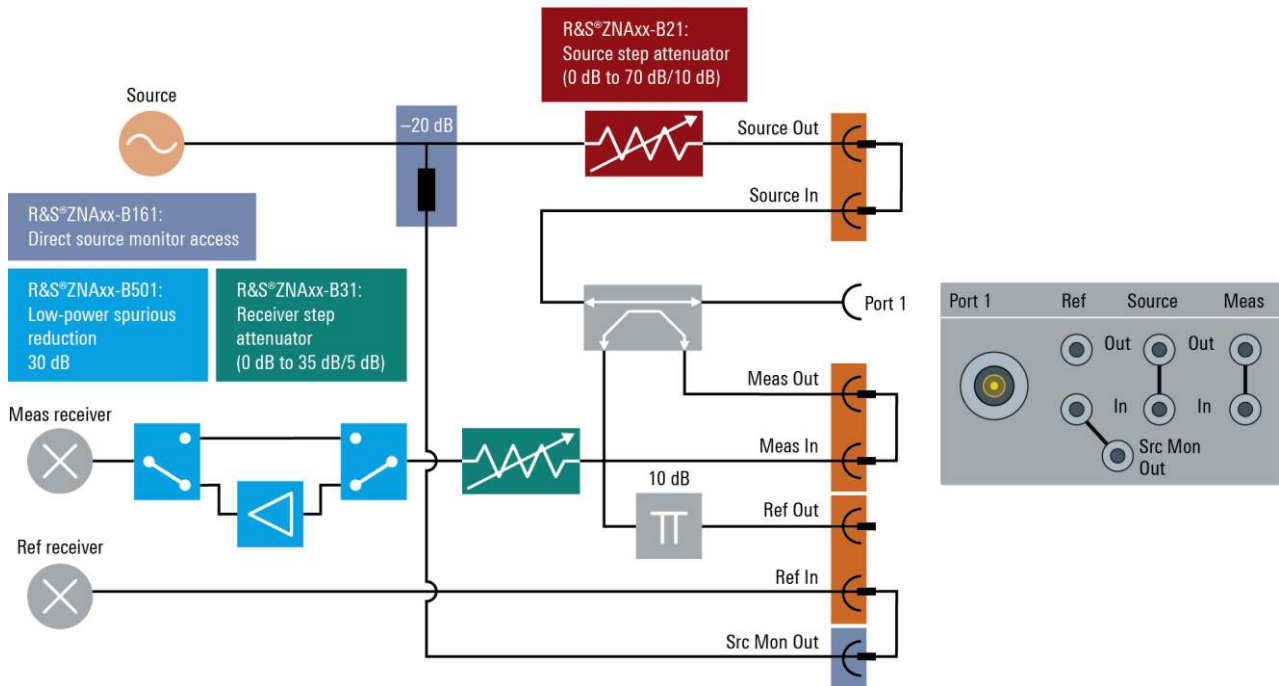 R&S®ZNAxx-B21:
Source step attenuator
(0 dB to 70 dB/10 dB)
Source
–20 dB
Source Out
Source In
R&S®ZNAxx-B161:
Direct source monitor access
R&S®ZNAxx-B501:
Low-power spurious
reduction
30 dB
R&S®ZNAxx-B31:
Receiver step
attenuator
(0 dB to 35 dB/5 dB)
Port 1
Meas Out
Meas receiver
Meas In
10 dB
Ref Out
Ref receiver
Ref In
Src Mon Out
Port 1 Ref Source Meas
Out Out
In In
Src Mon
Out